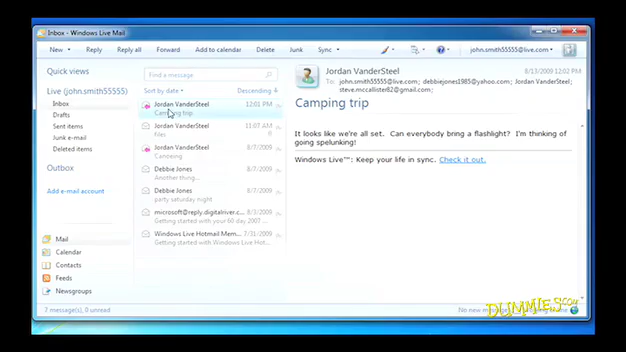 Inbox - Windows Live Mail
New Reply Reply all Forward Add to calendar Delete Junk Sync john.smith55555@live.com
Quick views
Live (john.smith55555)
Inbox
Drafts
Sent items
Junk e-mail
Deleted items
Outbox
Add e-mail account
Mail
Calendar
Contacts
Feeds
Newsgroups
Find a message
Sort by date Descending
Jordan VanderSteel 12:01 PM
Camping trip
Jordan VanderSteel 11:07 AM
Files
Jordan VanderSteel 8/7/2009
Canoeing
Debbie Jones 8/7/2009
Another thing...
Debbie Jones 8/7/2009
party saturday night
microsoft@reply.digitalriver.c... 8/3/2009
Getting started with your 60 day 2007 ...
Windows Live Hotmail Mem... 7/31/2009
Getting started with Windows Live Hot...
Jordan VanderSteel 8/13/2009 12:02 PM
To: john.smith55555@live.com; debbiejones1985@yahoo.com; Jordan VanderSteel;
steve.mccallister82@gmail.com;
Camping trip
It looks like we're all set. Can everybody bring a flashlight? I'm thinking of
going spelunking!
Windows Live™: Keep your life in sync. Check it out.
7 message(s), 0 unread
No new
DUMMIES.COM